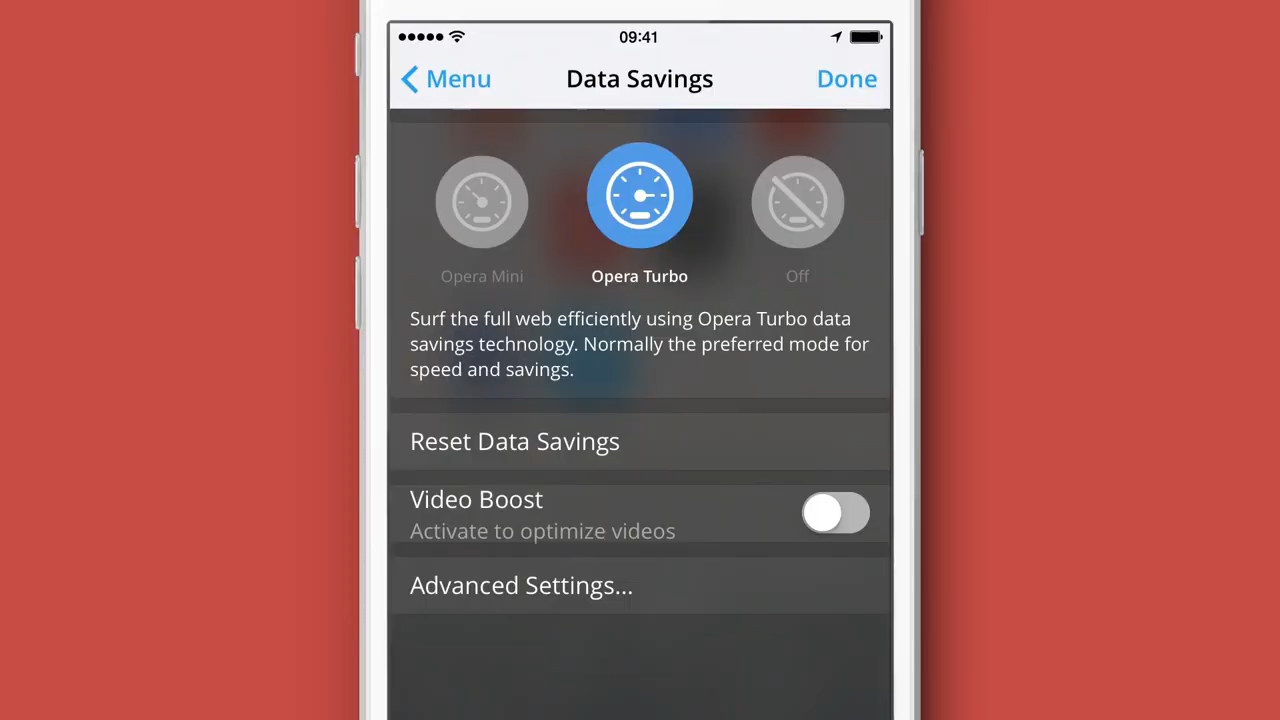 09:41
Menu Data Savings Done
Opera Mini Opera Turbo Off
Surf the full web efficiently using Opera Turbo data
savings technology. Normally the preferred mode for
speed and savings.
Reset Data Savings
Video Boost
Activate to optimize videos
Advanced Settings...